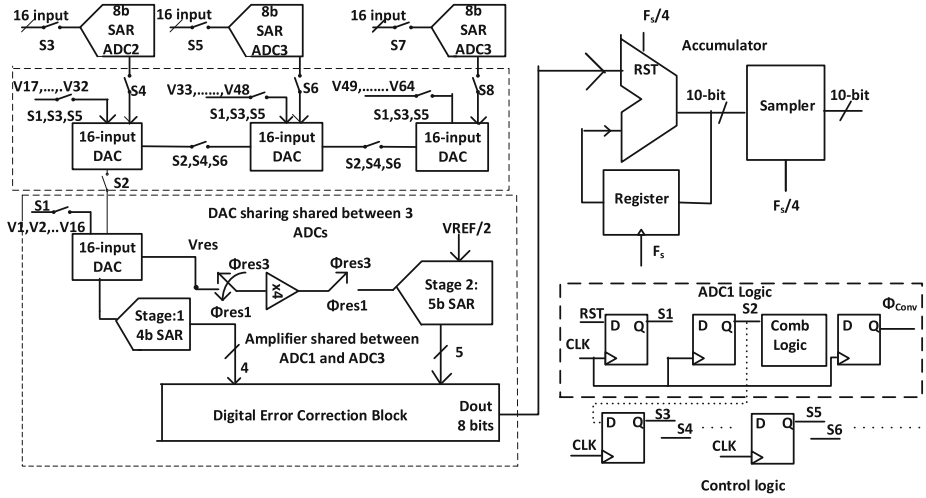 16 input
S3
8b
SAR
ADC2
16 input
S5
8b
SAR
ADC3
16 input
S7
8b
SAR
ADC3
V17,...,.V32
S4
S1,S3,S5
16-input
DAC
S2,S4,S6
V33,.......,V48
S6
S1,S3,S5
16-input
DAC
S2,S4,S6
V49,........V64
S8
S1,S3,S5
16-input
DAC
S2
S1
V1,V2,..V16
16-input
DAC
DAC sharing shared between 3
ADCs
Vres
Φres3
x4
Φres3
Φres1
Φres1
VREF/2
Stage 2:
5b SAR
Stage:1
4b SAR
Amplifier shared between
ADC1 and ADC3
4
5
Digital Error Correction Block
Dout
8 bits
Fs/4
Accumulator
RST
10-bit
Sampler
10-bit
Register
Fs/4
Fs
ADC1 Logic
RST
D Q
S1
D Q
S2
Comb
Logic
D Q
ΦConv
CLK
D Q
S3
S4
CLK
D Q
S5
S6
CLK
Control logic